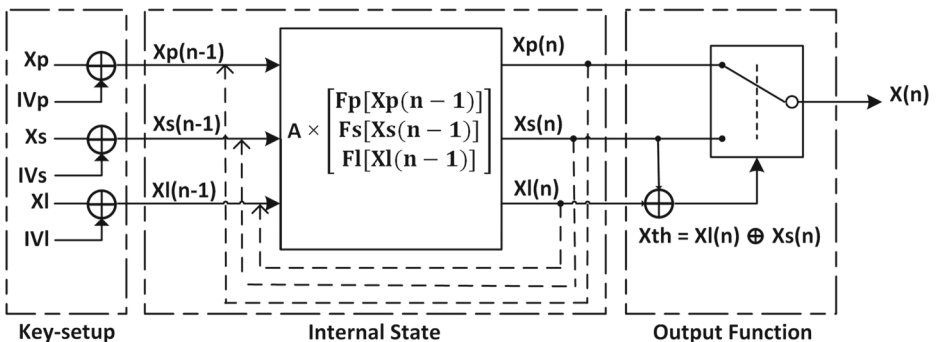 Xp
IVp
Xs
IVs
Xl
IVl
Key-setup
Xp(n-1)
Xs(n-1)
Xl(n-1)
A × [Fp[Xp(n − 1)]
Fs[Xs(n − 1)]
Fl[Xl(n − 1)]]
Xp(n)
Xs(n)
Xl(n)
Internal State
Xth = Xl(n) ⊕ Xs(n)
X(n)
Output Function